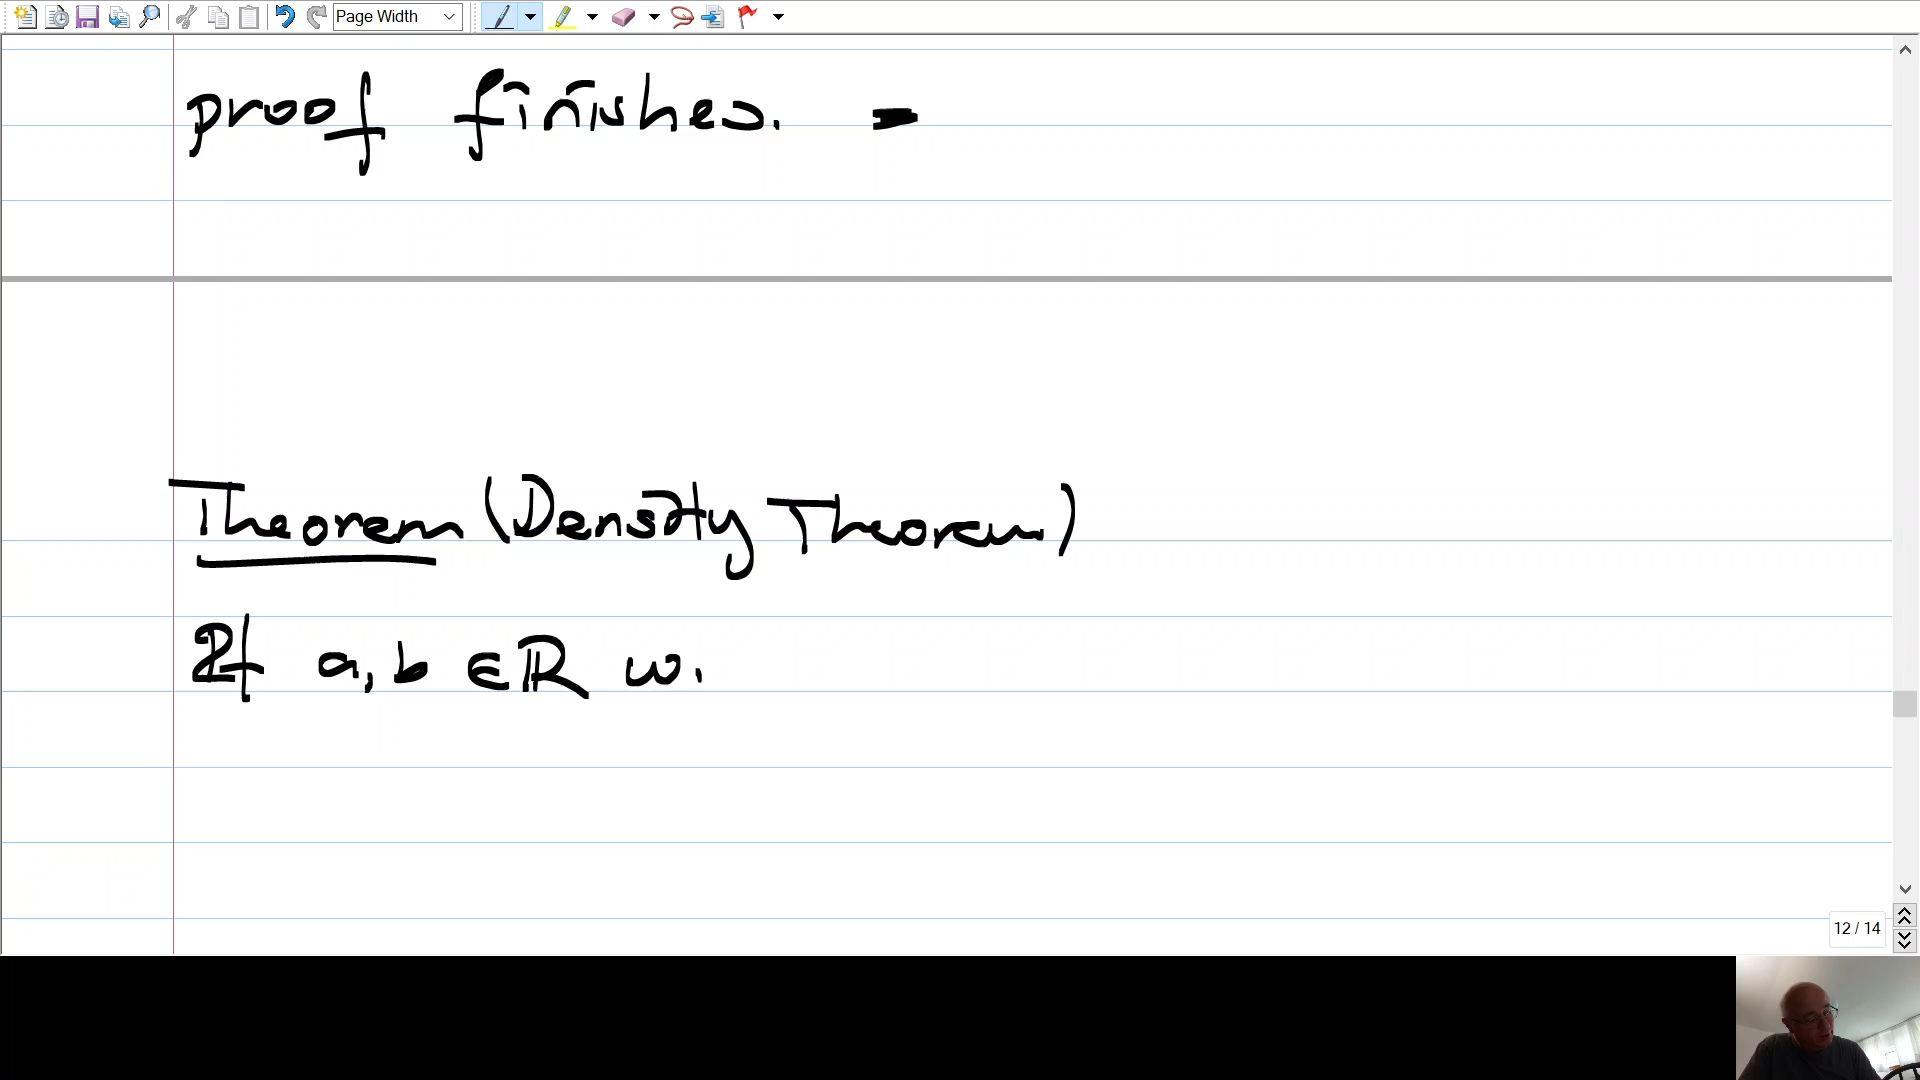 Page Width
proof finishes.
Theorem (Density Theorem)
If a, b ∈ ℝ w.
12 / 14